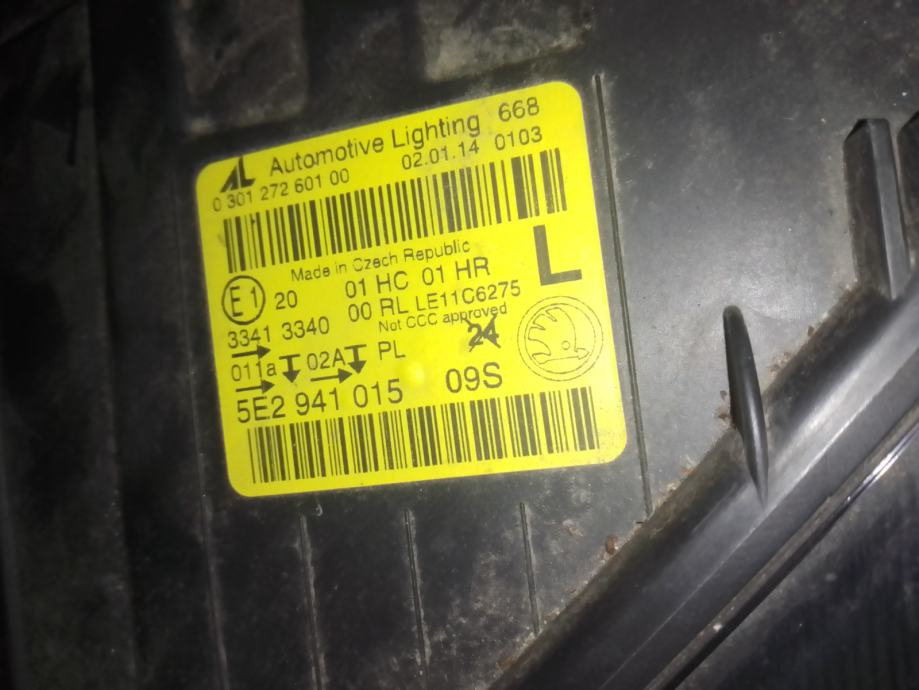 AL Automotive Lighting 668
0 301 272 601 00 02.01.14 0103
Made in Czech Republic
L
E1 20 01 HC 01 HR
00 RL LE11C6275
3341 3340 Not CCC approved
24
011a 02A PL
5E2 941 015 09S